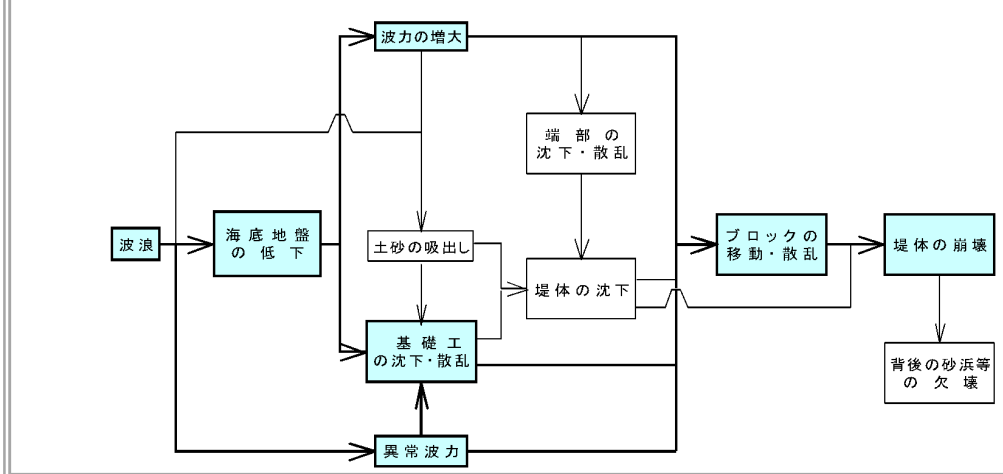 波力の増大
端部の
沈下・散乱
波浪
海底地盤
の低下
土砂の吸出し
堤体の沈下
ブロックの
移動・散乱
堤体の崩壊
基礎工
の沈下・散乱
背後の砂浜等
の欠壊
異常波力